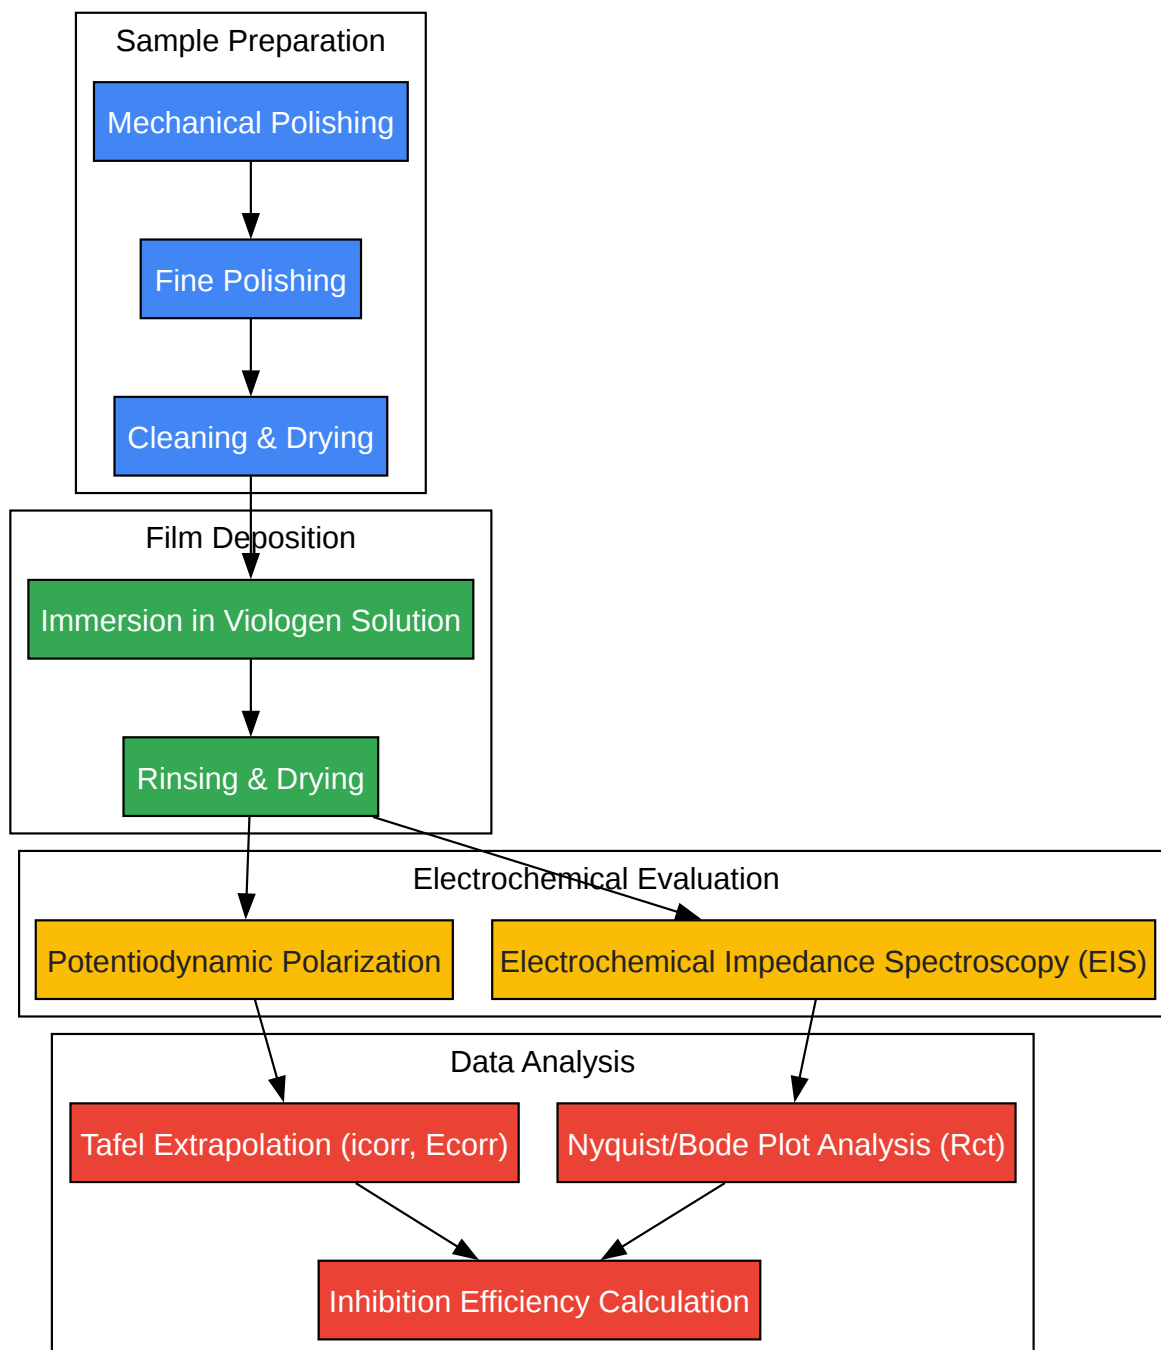 Sample Preparation
Mechanical Polishing
Fine Polishing
Cleaning & Drying
Film Deposition
Immersion in Viologen Solution
Rinsing & Drying
Electrochemical Evaluation
Potentiodynamic Polarization
Electrochemical Impedance Spectroscopy (EIS)
Data Analysis
Tafel Extrapolation (icorr, Ecorr)
Nyquist/Bode Plot Analysis (Rct)
Inhibition Efficiency Calculation